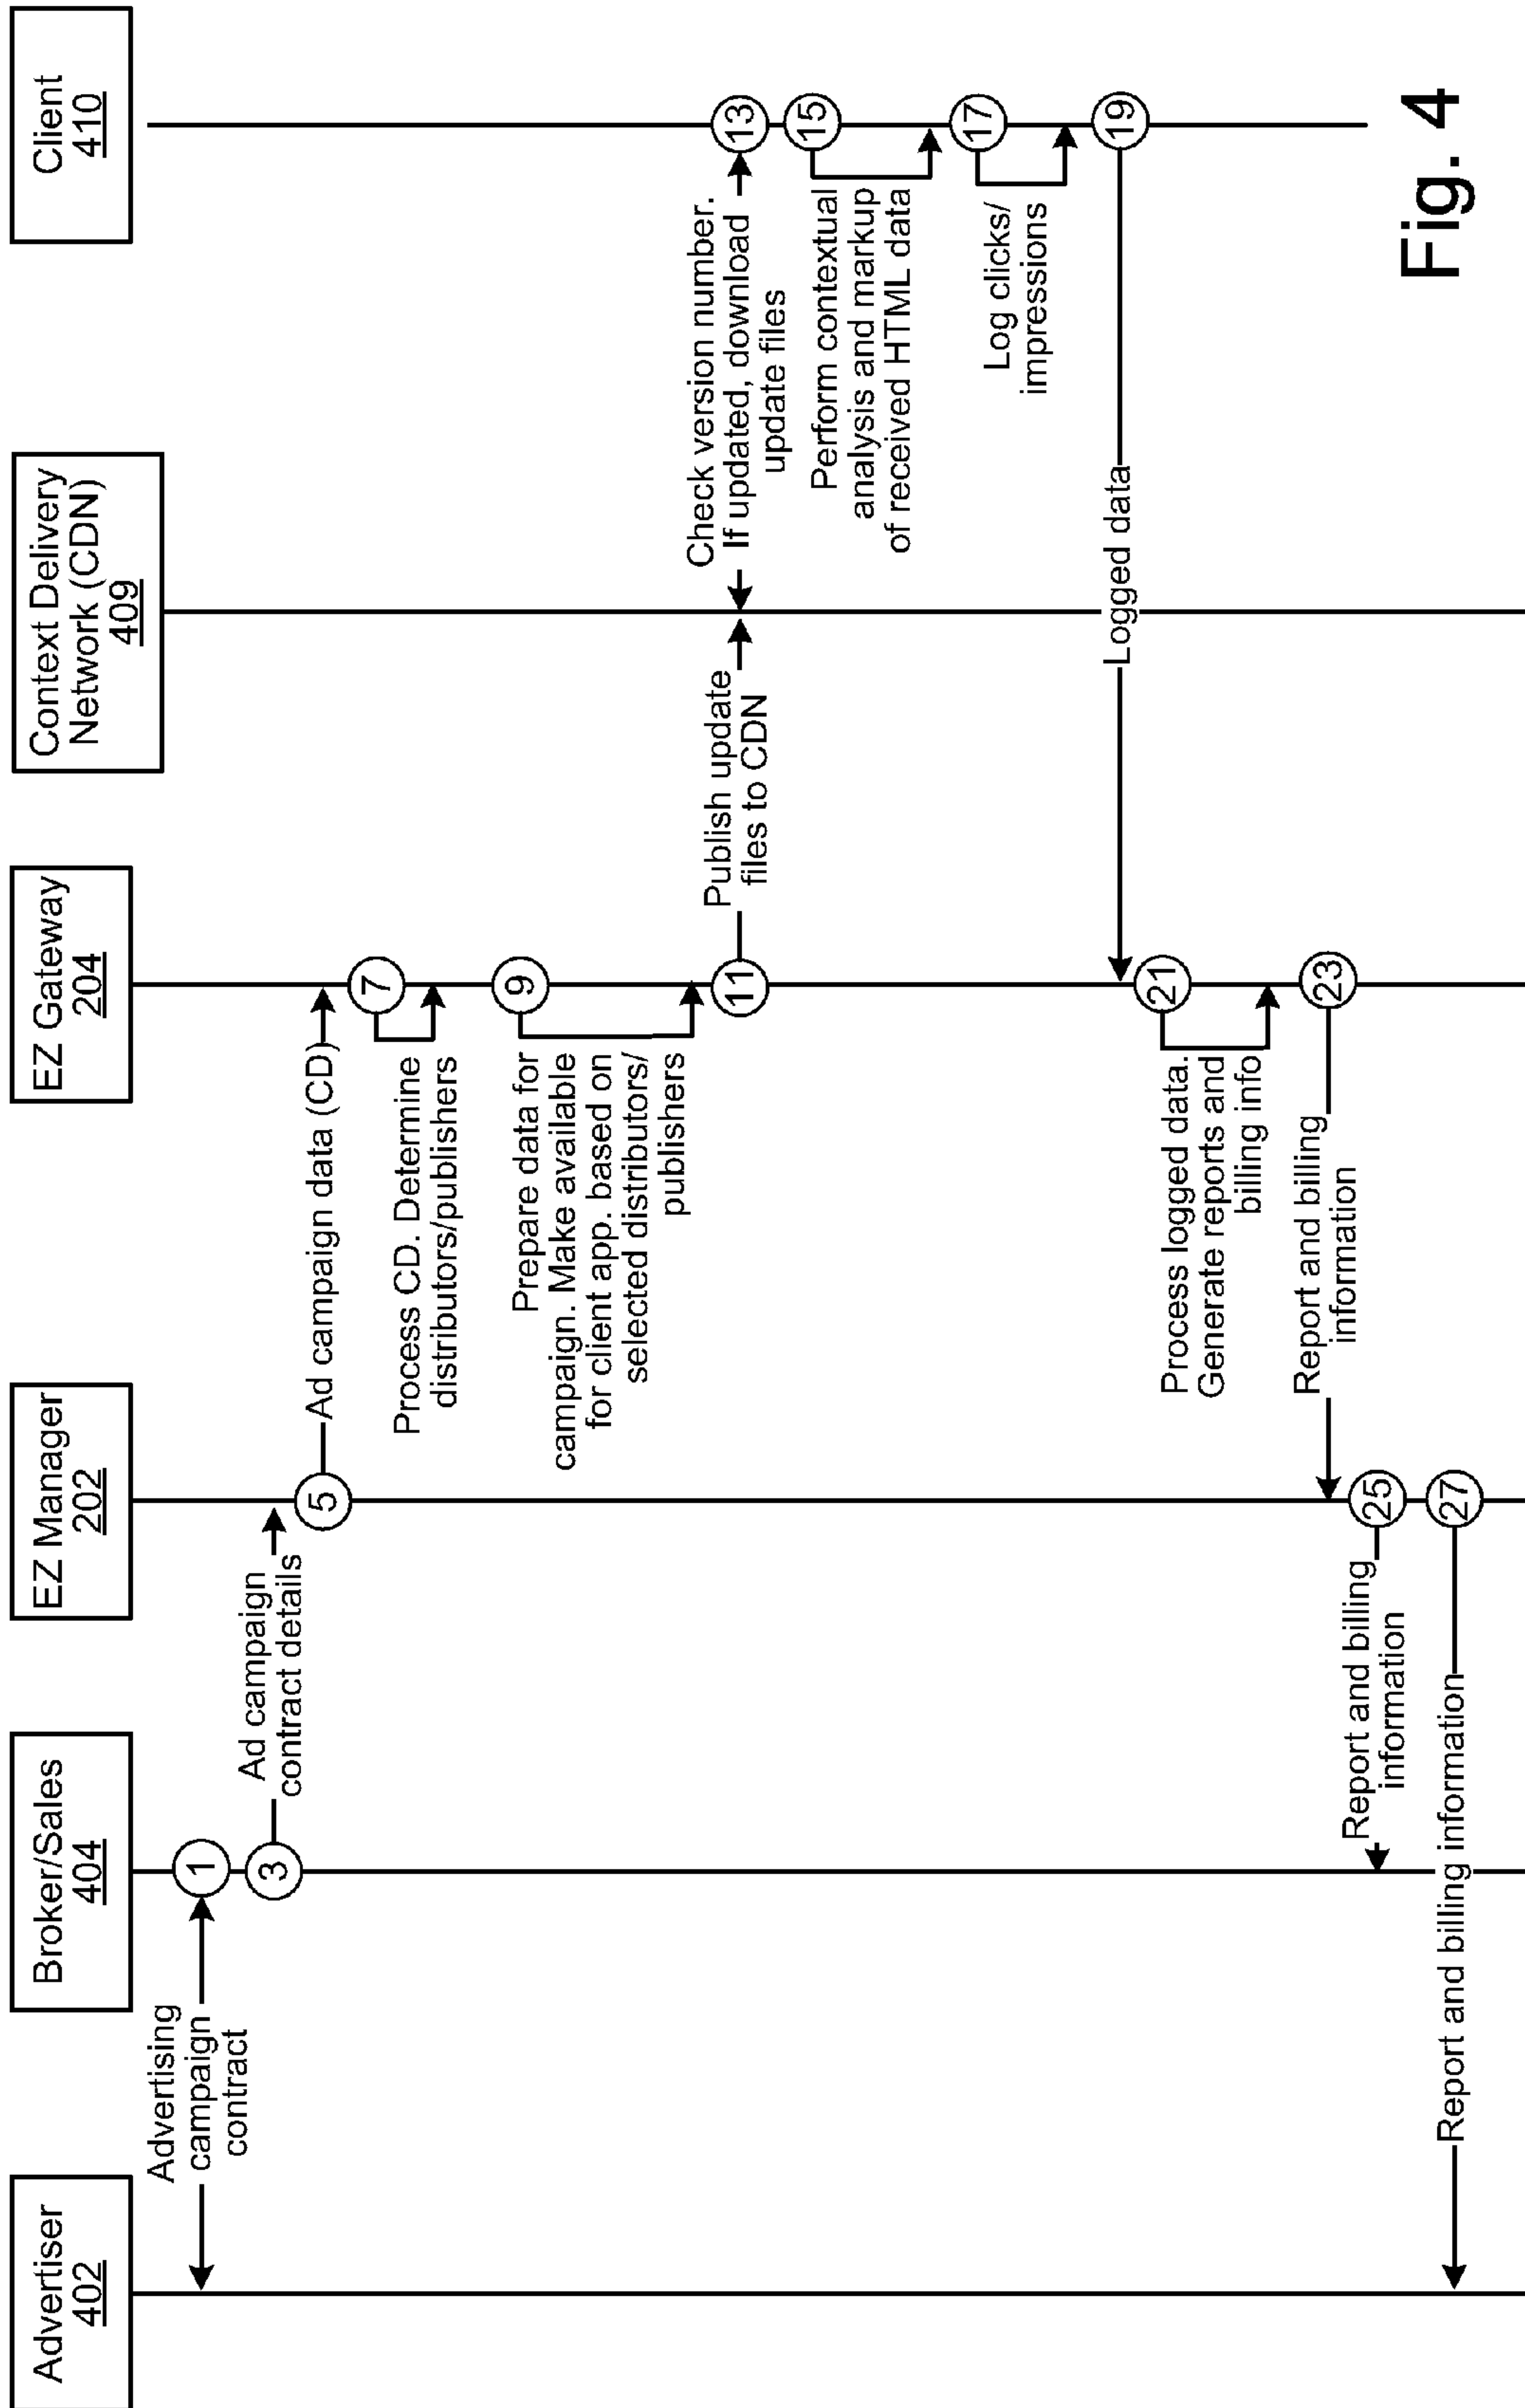 Advertiser
402
Broker/Sales
404
EZ Manager
202
EZ Gateway
204
Context Delivery
Network (CDN)
409
Client
410
Advertising
campaign
contract
1
3
Ad campaign
contract details
5
Ad campaign data (CD)
7
Process CD. Determine
distributors/publishers
9
Prepare data for
campaign. Make available
for client app. based on
selected distributors/
publishers
11
Publish update
files to CDN
Check version number.
If updated, download
update files
13
15
Perform contextual
analysis and markup
of received HTML data
17
Log clicks/
impressions
19
Logged data
21
Process logged data.
Generate reports and
billing info
23
Report and billing
information
25
Report and billing
information
27
Report and billing information
Fig. 4